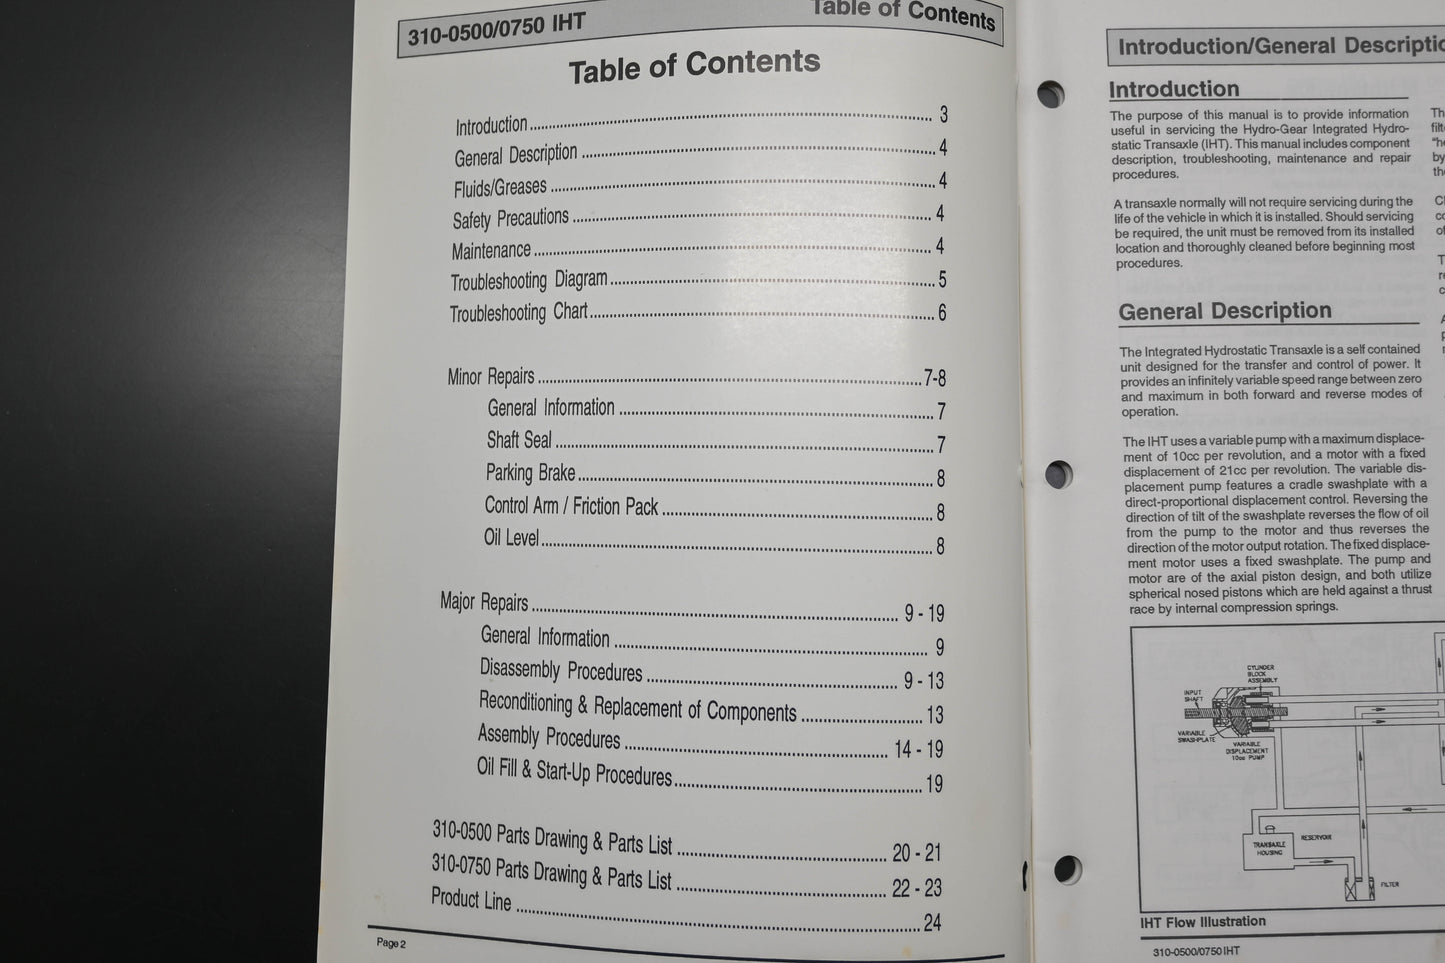 310-0500/0750 IHT
Table of Contents
Table of Contents
Introduction 3
General Description 4
Fluids/Greases 4
Safety Precautions 4
Maintenance 4
Troubleshooting Diagram 5
Troubleshooting Chart 6
Minor Repairs 7-8
General Information 7
Shaft Seal 7
Parking Brake 8
Control Arm / Friction Pack 8
Oil Level 8
Major Repairs 9 - 19
General Information 9
Disassembly Procedures 9 - 13
Reconditioning & Replacement of Components 13
Assembly Procedures 14 - 19
Oil Fill & Start-Up Procedures 19
310-0500 Parts Drawing & Parts List 20 - 21
310-0750 Parts Drawing & Parts List 22 - 23
Product Line 24
Page 2
Introduction/General Descriptic
Introduction
The purpose of this manual is to provide information
useful in servicing the Hydro-Gear Integrated Hydro-
static Transaxle (IHT). This manual includes component
description, troubleshooting, maintenance and repair
procedures.
A transaxle normally will not require servicing during the
life of the vehicle in which it is installed. Should servicing
be required, the unit must be removed from its installed
location and thoroughly cleaned before beginning most
procedures.
General Description
The Integrated Hydrostatic Transaxle is a self contained
unit designed for the transfer and control of power. It
provides an infinitely variable speed range between zero
and maximum in both forward and reverse modes of
operation.
The IHT uses a variable pump with a maximum displace-
ment of 10cc per revolution, and a motor with a fixed
displacement of 21cc per revolution. The variable dis-
placement pump features a cradle swashplate with a
direct-proportional displacement control. Reversing the
direction of tilt of the swashplate reverses the flow of oil
from the pump to the motor and thus reverses the
direction of the motor output rotation. The fixed displace-
ment motor uses a fixed swashplate. The pump and
motor are of the axial piston design, and both utilize
spherical nosed pistons which are held against a thrust
race by internal compression springs.
CYLINDER
BLOCK
ASSEMBLY
INPUT
SHAFT
VARIABLE
SWASHPLATE
VARIABLE
DISPLACEMENT
10cc PUMP
RESERVOIR
TRANSAXLE
HOUSING
FILTER
IHT Flow Illustration
310-0500/0750 IHT